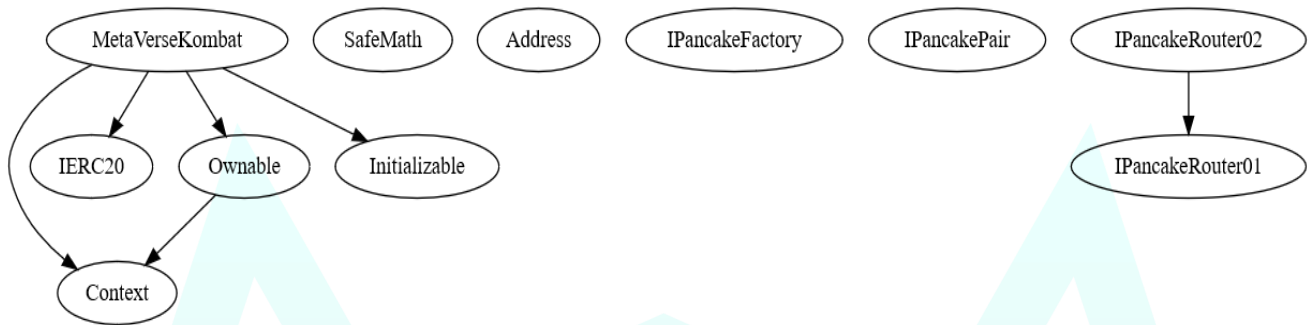 MetaVerseKombat
SafeMath
Address
IPancakeFactory
IPancakePair
IPancakeRouter02
IERC20
Ownable
Initializable
IPancakeRouter01
Context